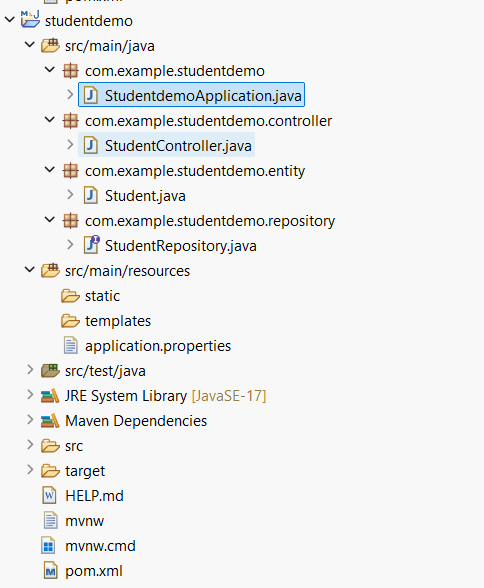 studentdemo
src/main/java
com.example.studentdemo
StudentdemoApplication.java
com.example.studentdemo.controller
StudentController.java
com.example.studentdemo.entity
Student.java
com.example.studentdemo.repository
StudentRepository.java
src/main/resources
static
templates
application.properties
src/test/java
JRE System Library [JavaSE-17]
Maven Dependencies
src
target
HELP.md
mvnw
mvnw.cmd
pom.xml